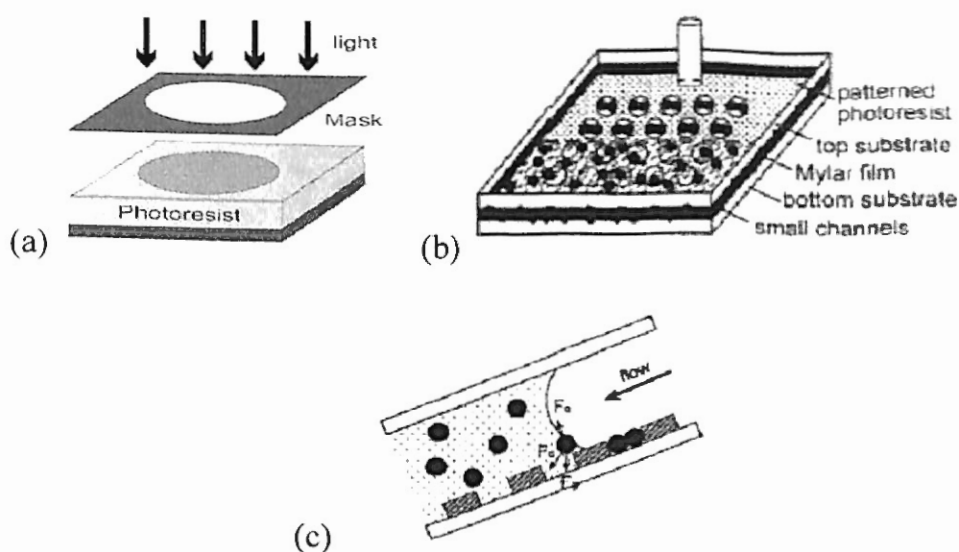 (a)
light
Mask
Photoresist
(b)
patterned
photoresist
top substrate
Mylar film
bottom substrate
small channels
(c)
flow